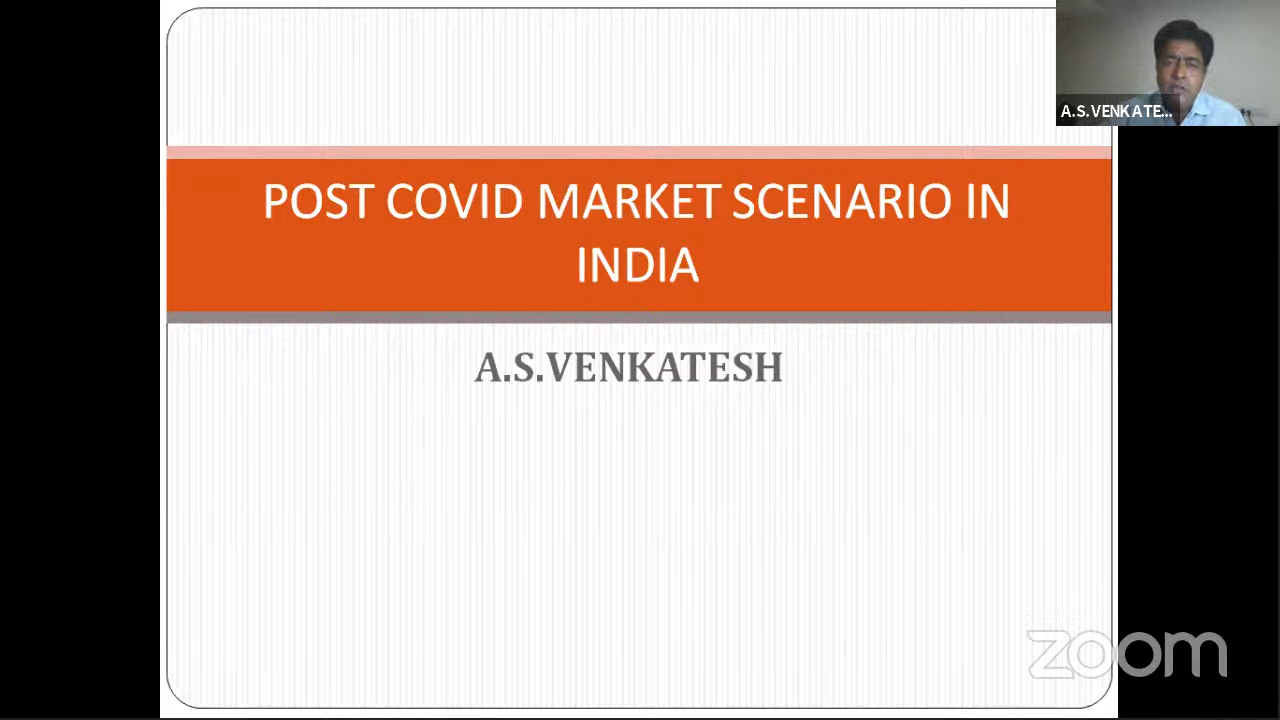 POST COVID MARKET SCENARIO IN
INDIA
A.S.VENKATESH
A.S.VENKATE...
zoom